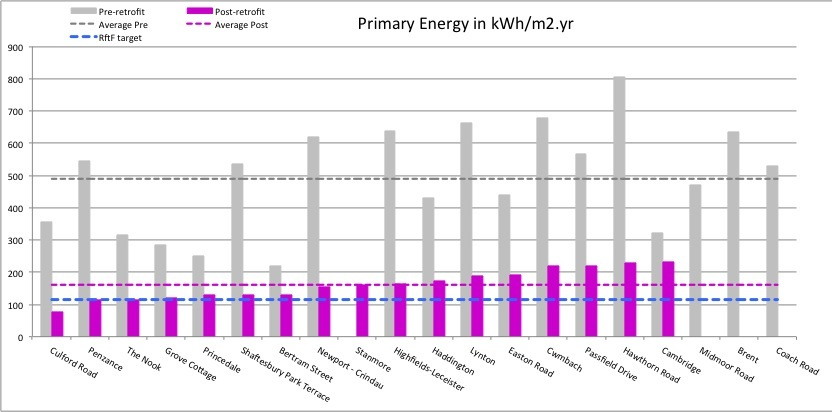 Pre-retrofit
Post-retrofit
Average Pre
Average Post
RftF target
Primary Energy in kWh/m2.yr
900
800
700
600
500
400
300
200
100
0
Culford Road
Penzance
The Nook
Grove Cottage
Princedale
Shaftesbury Park Terrace
Bertram Street
Newport - Crindau
Stanmore
Highfields-Leceister
Haddington
Lynton
Easton Road
Cwmbach
Passfield Drive
Hawthorn Road
Cambridge
Midmoor Road
Brent
Coach Road